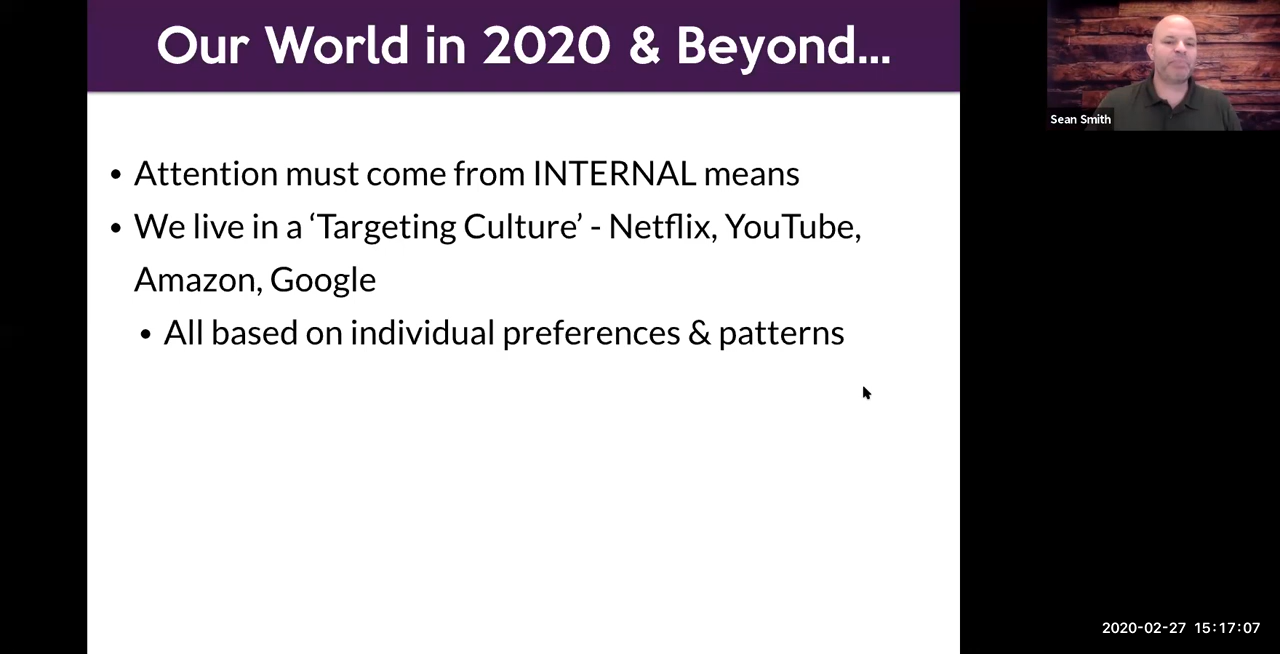 Our World in 2020 & Beyond...
• Attention must come from INTERNAL means
• We live in a ‘Targeting Culture’ - Netflix, YouTube,
Amazon, Google
• All based on individual preferences & patterns
Sean Smith
2020-02-27 15:17:07